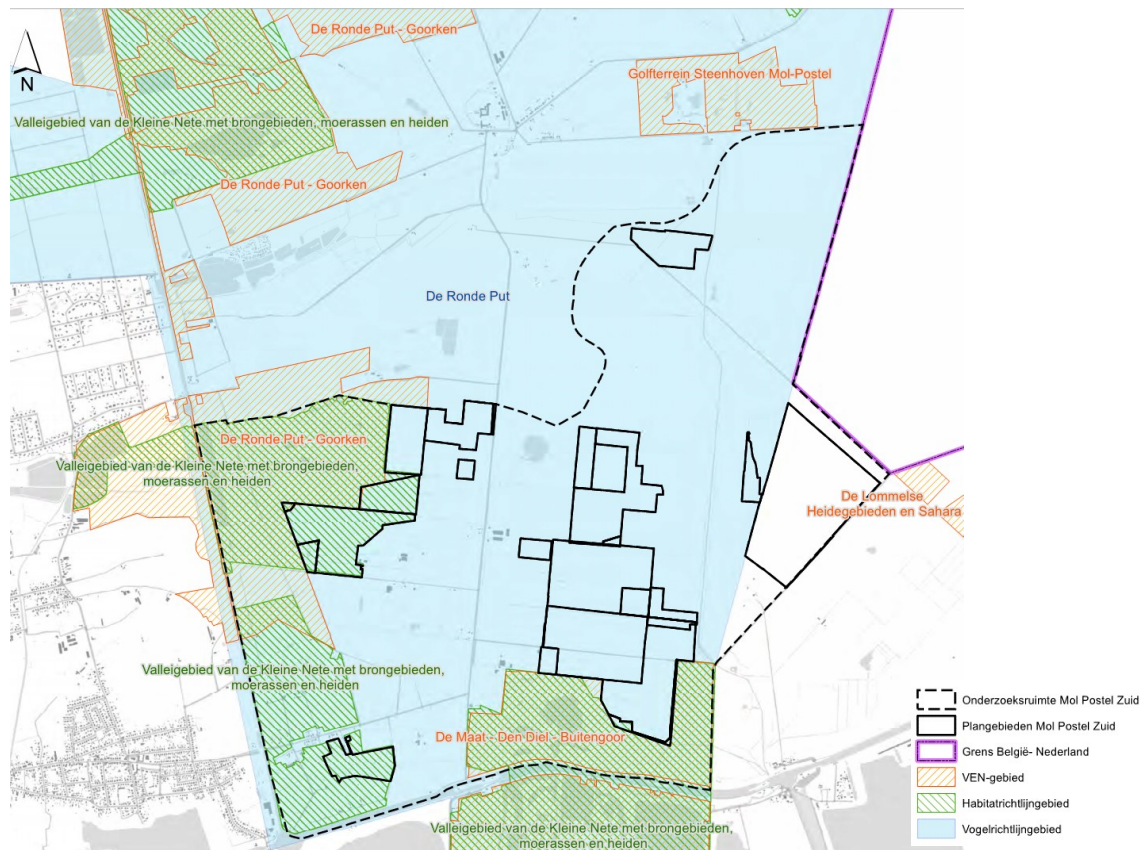 De Ronde Put - Goorken
N
Golfterrein Steenhoven Mol-Postel
Valleigebied van de Kleine Nete met brongebieden, moerassen en heiden
De Ronde Put - Goorken
De Ronde Put
De Ronde Put - Goorken
Valleigebied van de Kleine Nete met brongebieden,
moerassen en heiden
De Lommelse
Heidegebieden en Sahara
Valleigebied van de Kleine Nete met brongebieden,
moerassen en heiden
De Maat - Den Diel - Buitengoor
Valleigebied van de Kleine Nete met brongebieden,
moerassen en heiden
Onderzoeksruimte Mol Postel Zuid
Plangebieden Mol Postel Zuid
Grens België- Nederland
VEN-gebied
Habitatrichtlijngebied
Vogelrichtlijngebied